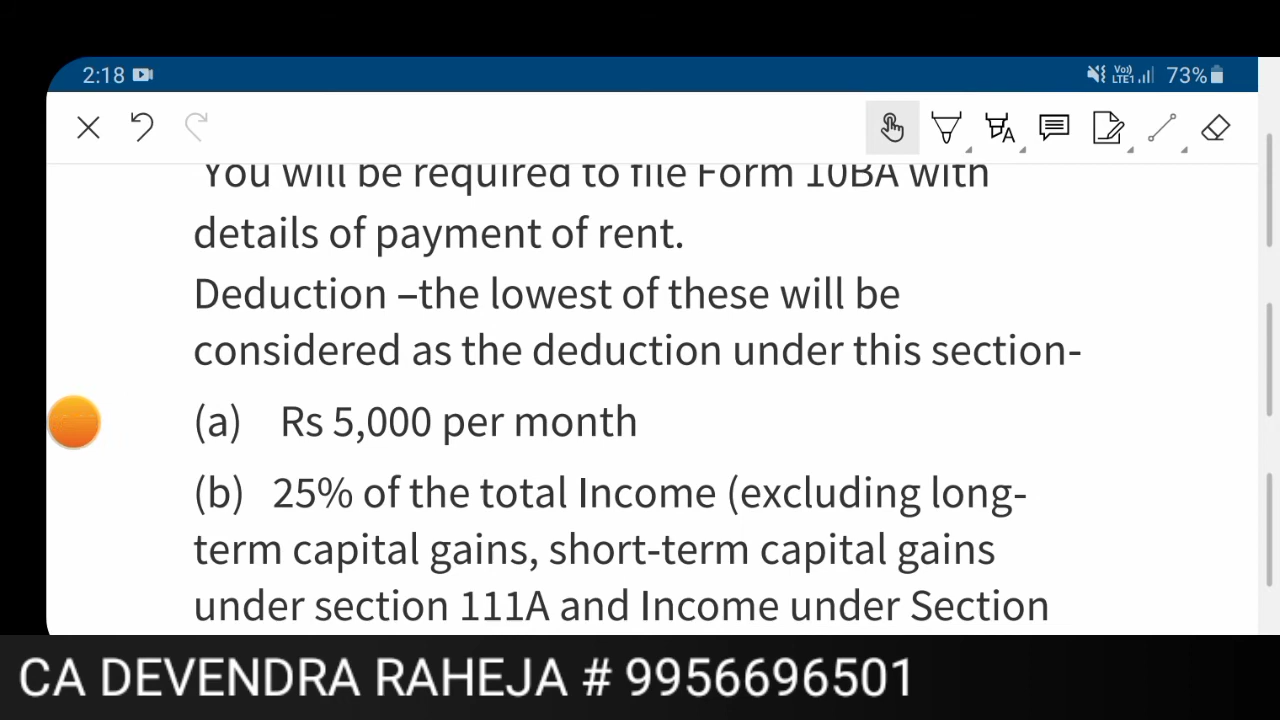 2:18
Vo)) LTE1 73%
You will be required to file Form 10BA with
details of payment of rent.
Deduction –the lowest of these will be
considered as the deduction under this section-
(a) Rs 5,000 per month
(b) 25% of the total Income (excluding long-
term capital gains, short-term capital gains
under section 111A and Income under Section
CA DEVENDRA RAHEJA # 9956696501